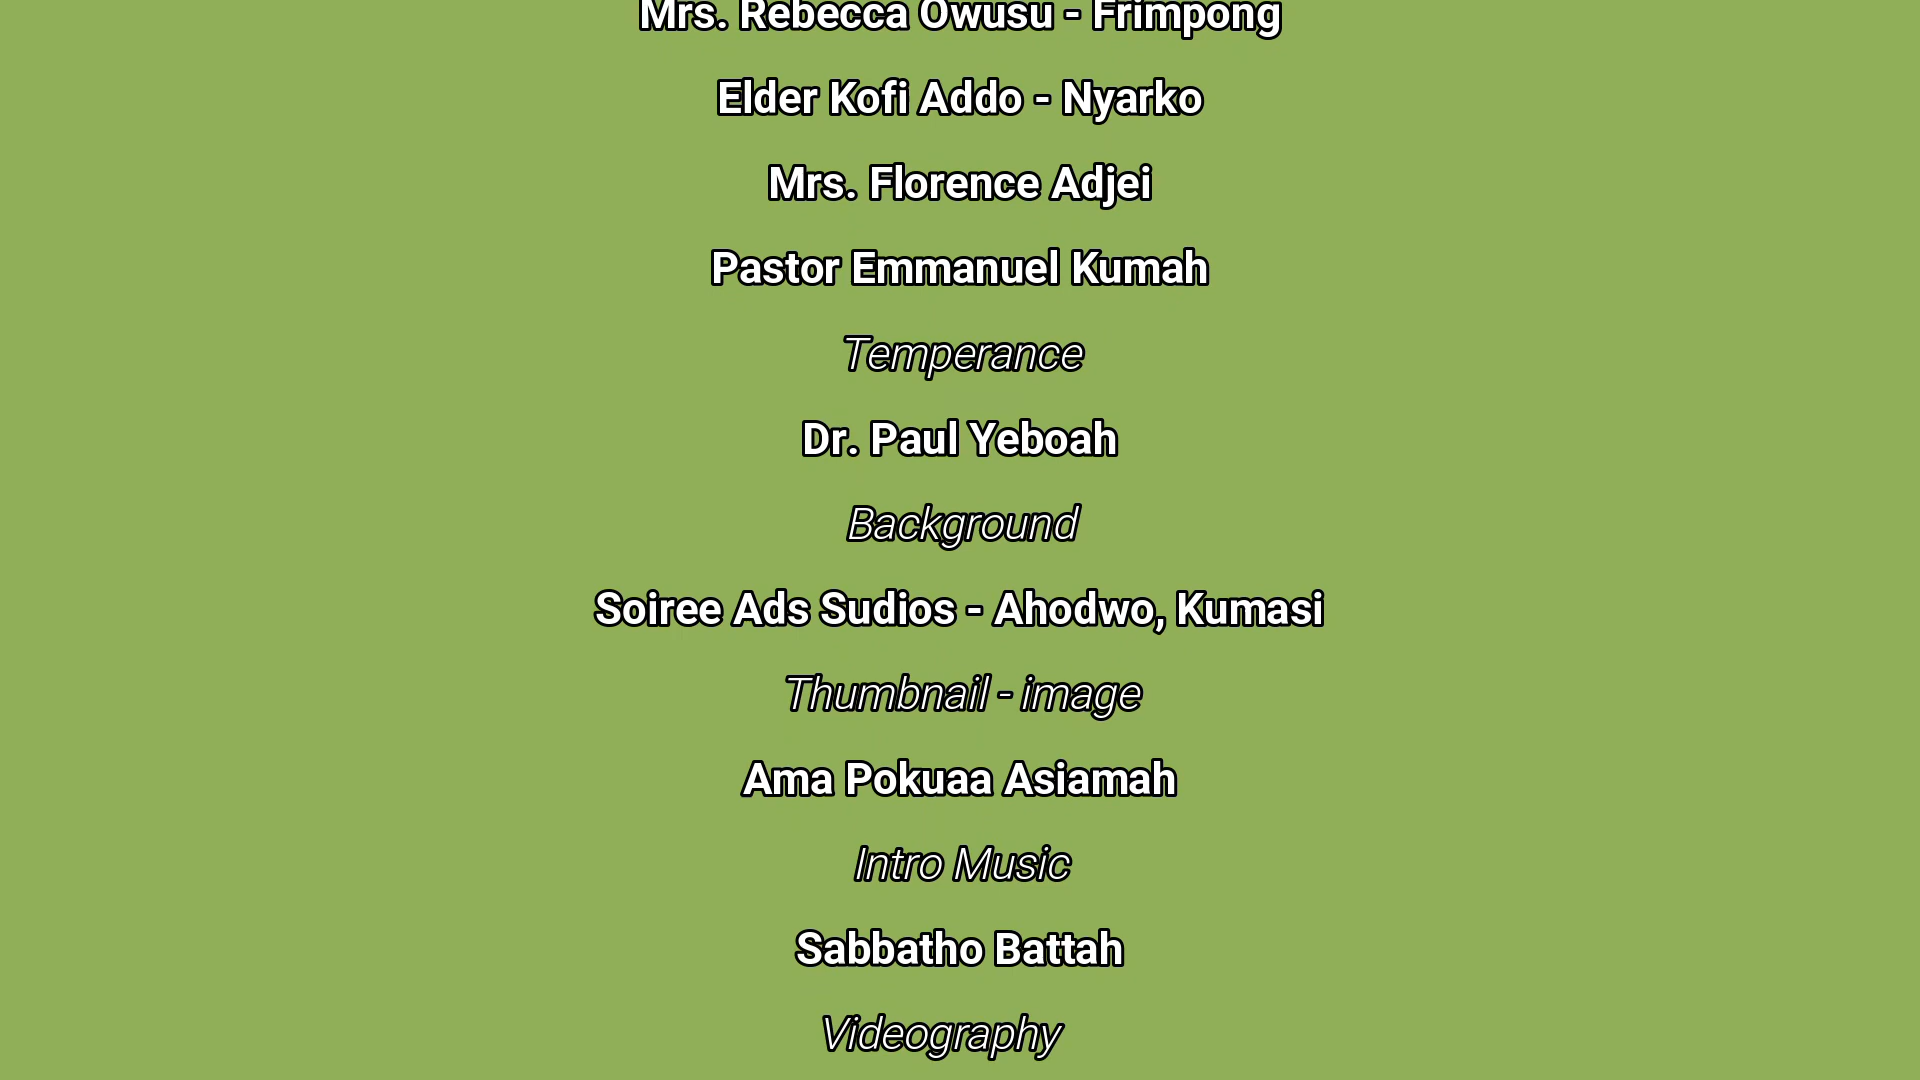 Mrs. Rebecca Owusu - Frimpong
Elder Kofi Addo - Nyarko
Mrs. Florence Adjei
Pastor Emmanuel Kumah
Temperance
Dr. Paul Yeboah
Background
Soiree Ads Sudios - Ahodwo, Kumasi
Thumbnail - image
Ama Pokuaa Asiamah
Intro Music
Sabbatho Battah
Videography